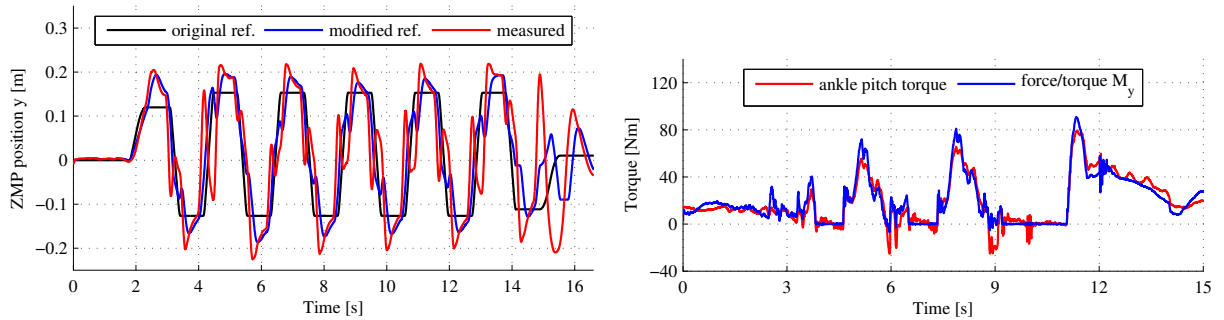 original ref. modified ref. measured
ZMP position y [m]
0.3
0.2
0.1
0
−0.1
−0.2
0 2 4 6 8 10 12 14 16
Time [s]
ankle pitch torque force/torque M_y
Torque [Nm]
120
80
40
0
−40
0 3 6 9 12 15
Time [s]